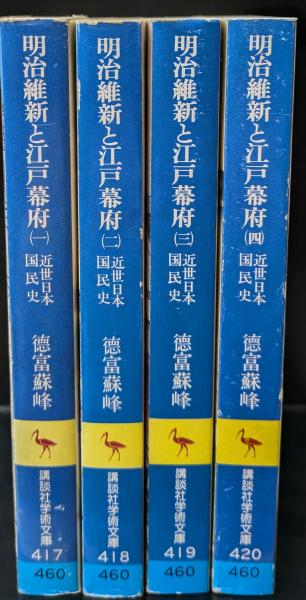 明治維新と江戸幕府(一)
近世日本
国民史
德富蘇峰
講談社学術文庫
417
460
明治維新と江戸幕府(二)
近世日本
国民史
德富蘇峰
講談社学術文庫
418
460
明治維新と江戸幕府(三)
近世日本
国民史
德富蘇峰
講談社学術文庫
419
460
明治維新と江戸幕府(四)
近世日本
国民史
德富蘇峰
講談社学術文庫
420
460